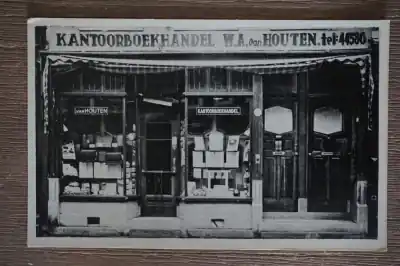 KANTOORBOEKHANDEL W.A. van HOUTEN. tel: 44580
van HOUTEN
KANTOORBOEKHANDEL